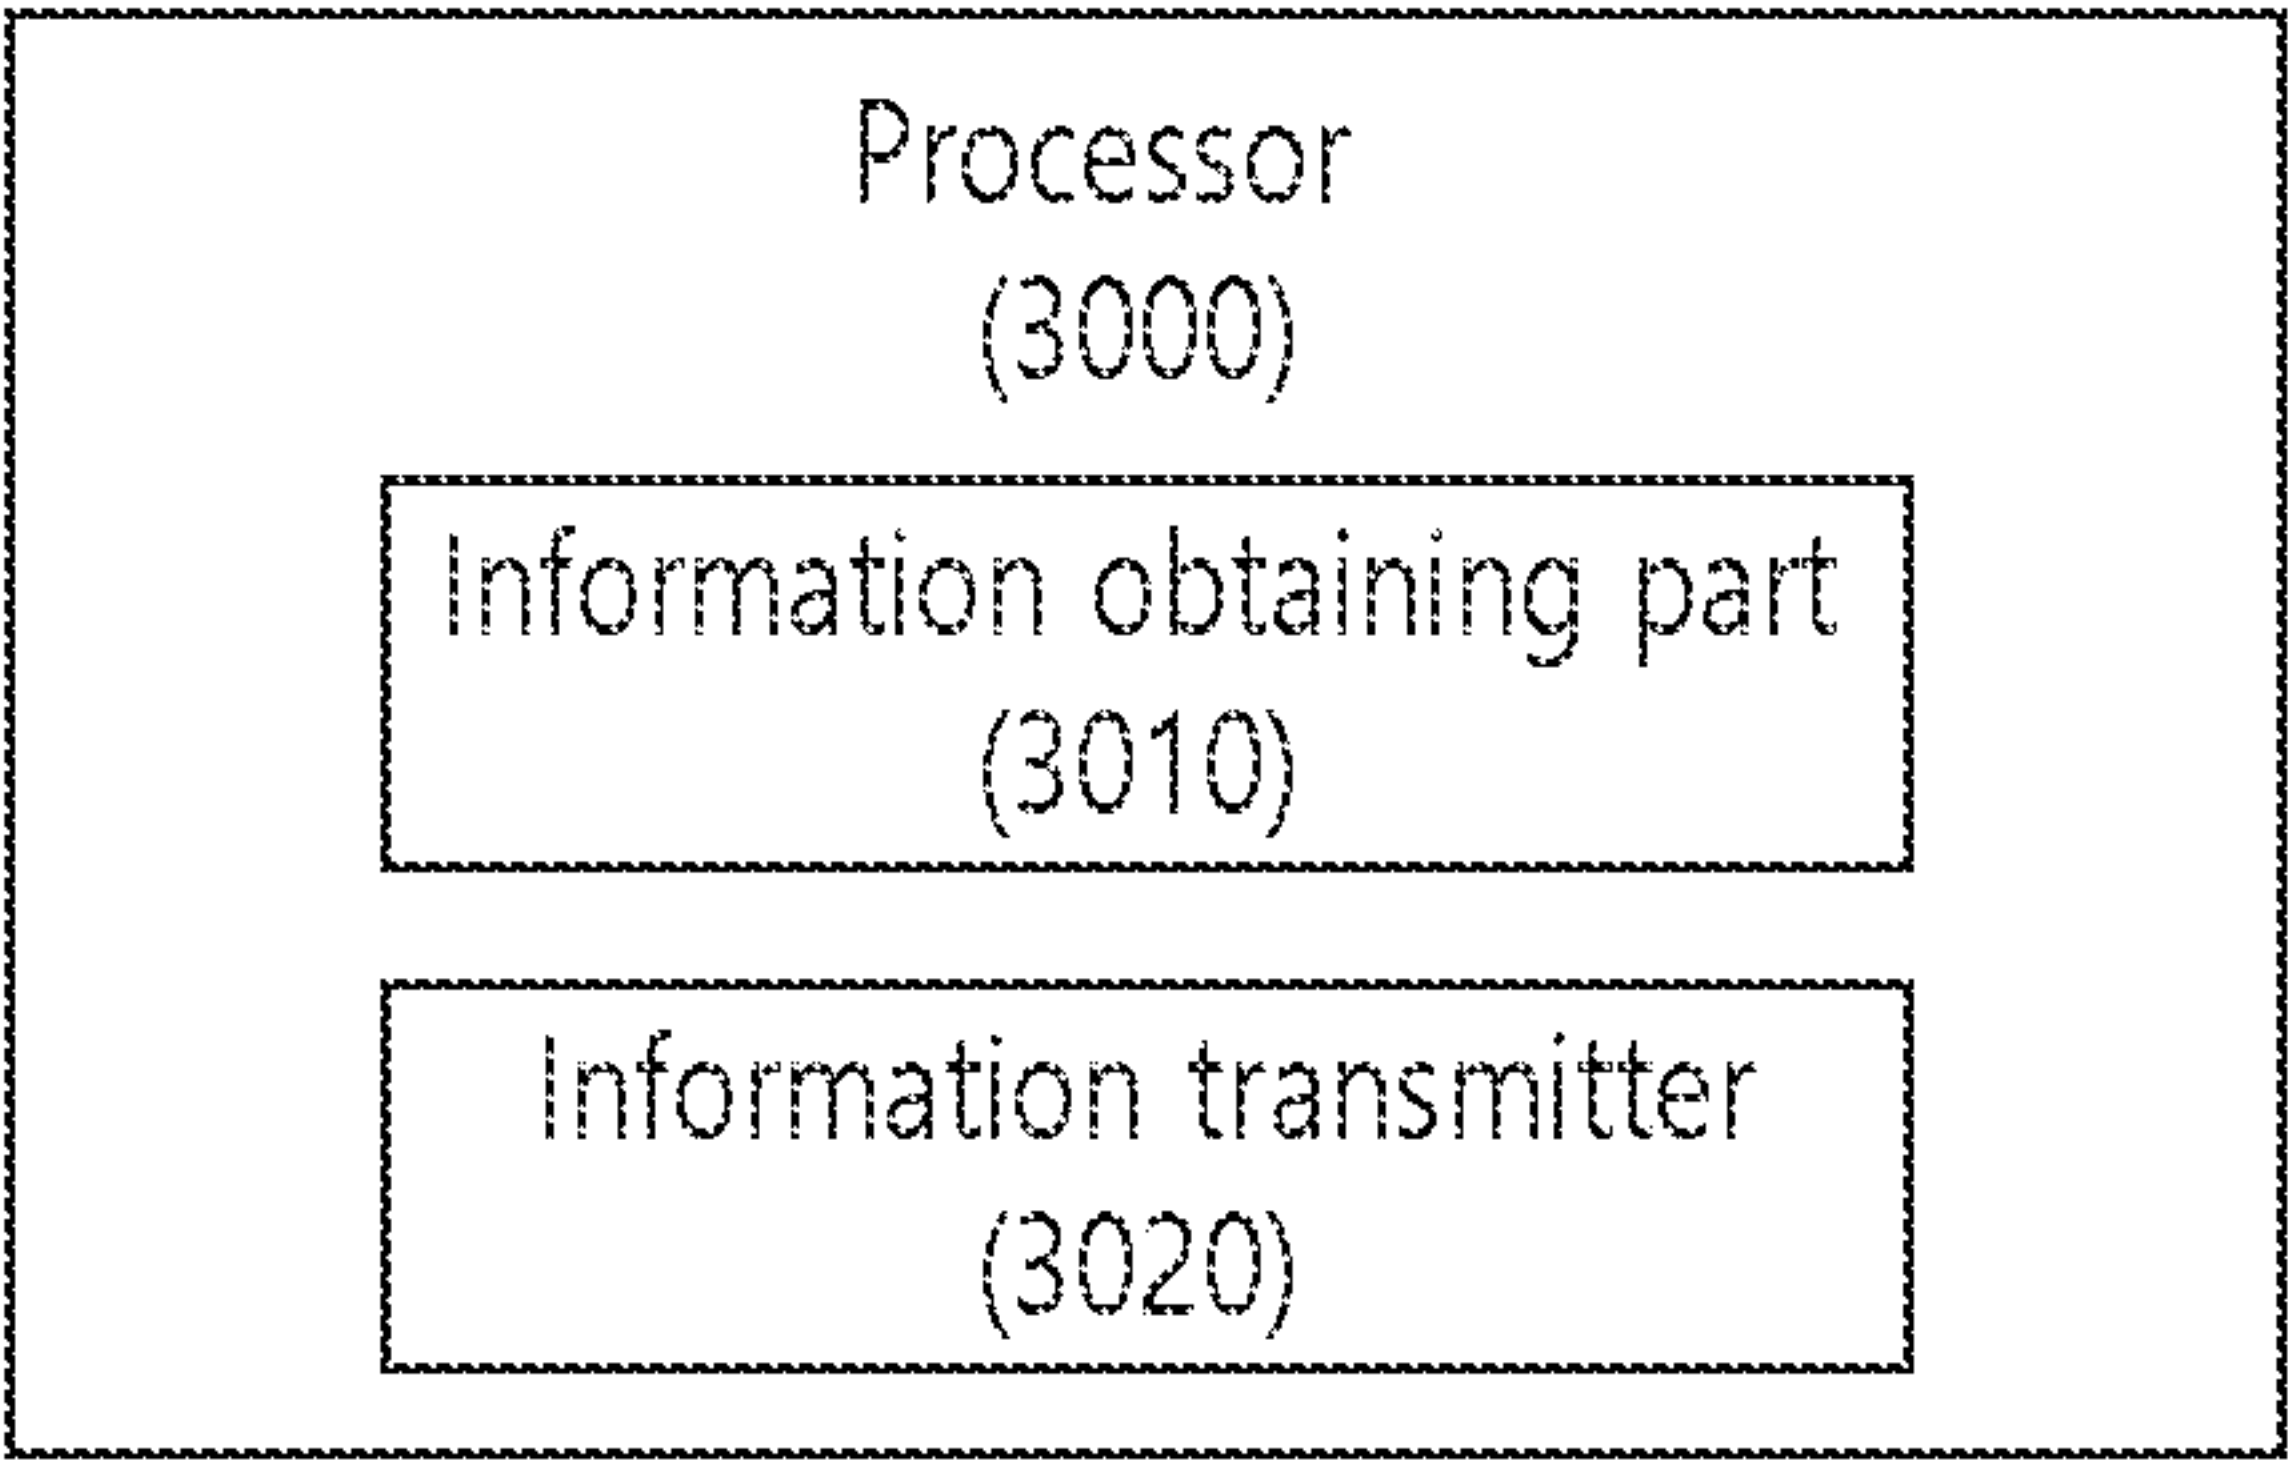 Processor
(3000)
Information obtaining part
(3010)
Information transmitter
(3020)